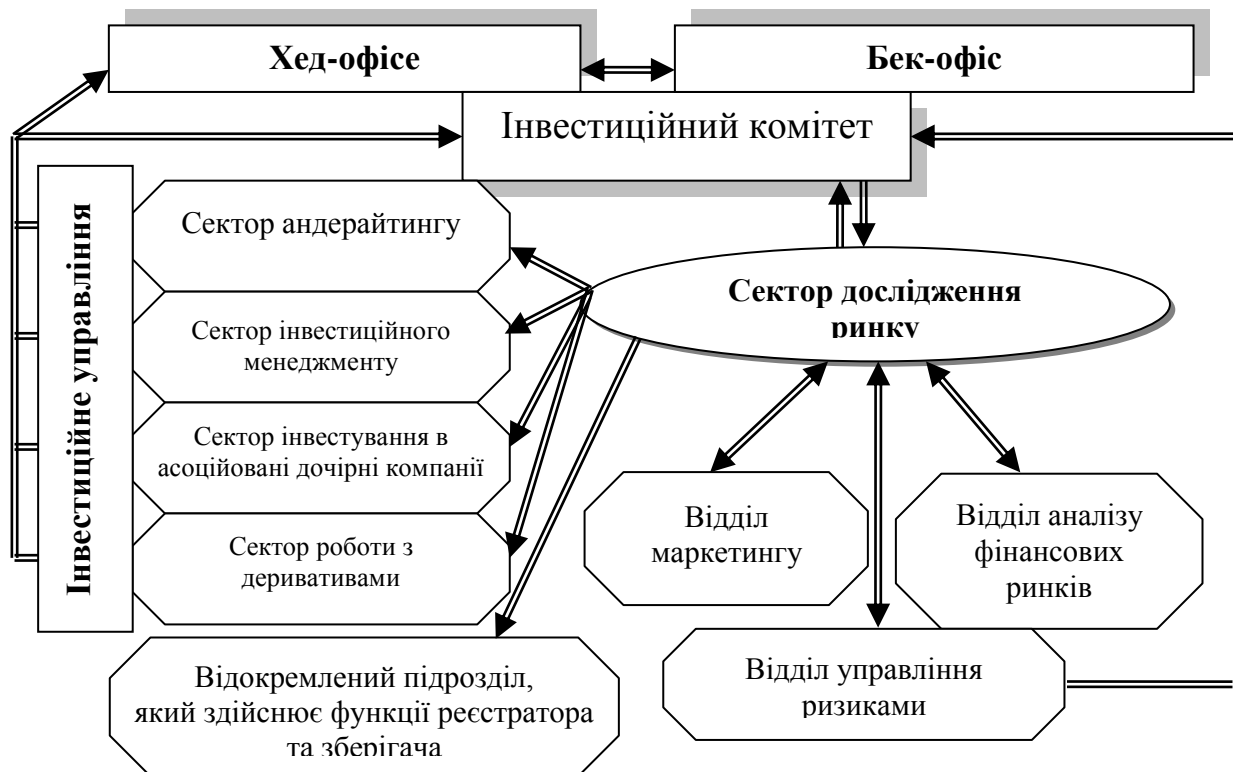 Хед-офісе
Бек-офіс
Інвестиційний комітет
Інвестиційне управління
Сектор андерайтингу
Сектор інвестиційного
менеджменту
Сектор інвестування в
асоційовані дочірні компанії
Сектор роботи з
деривативами
Відокремлений підрозділ,
який здійснює функції реєстратора
та зберігача
Сектор дослідження
ринку
Відділ
маркетингу
Відділ аналізу
фінансових
ринків
Відділ управління
ризиками